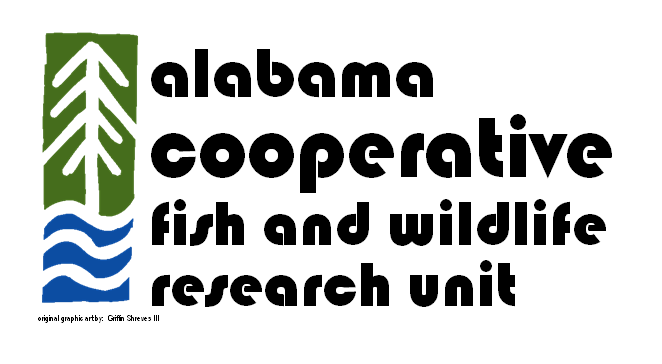 alabama
cooperative
fish and wildlife
research unit
original graphic art by: Griffin Shreves III